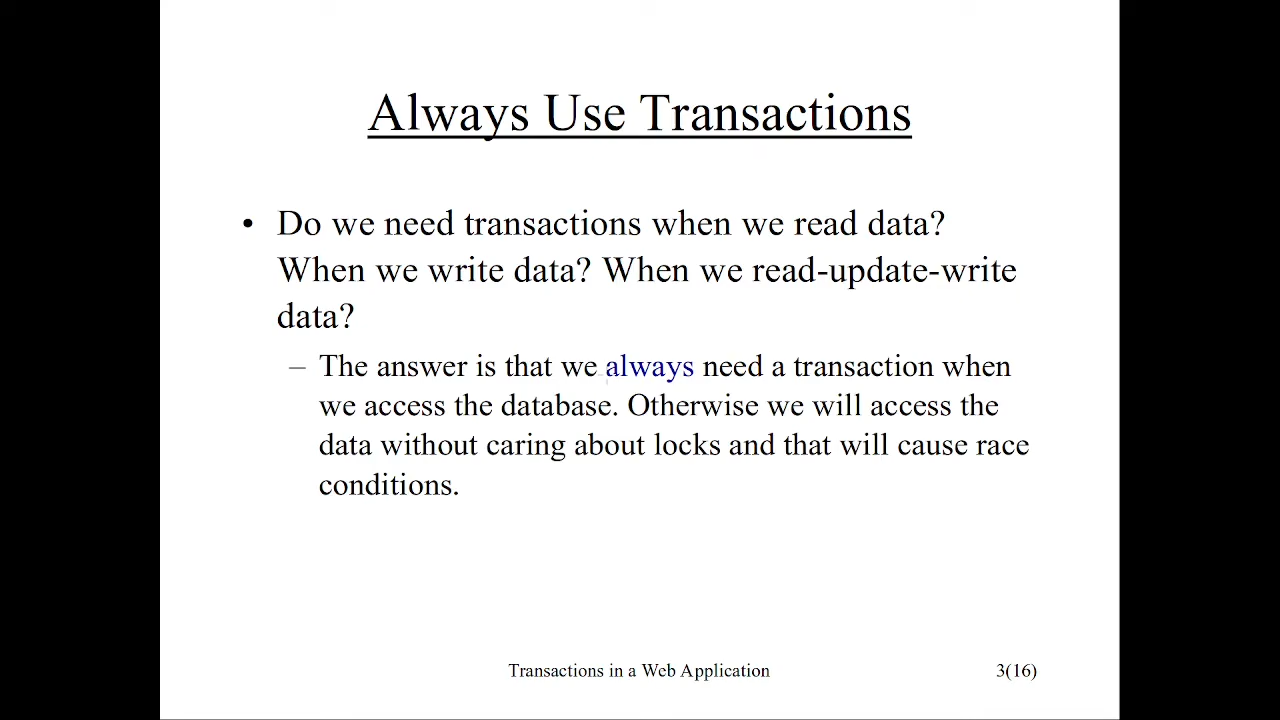 Always Use Transactions
• Do we need transactions when we read data?
When we write data? When we read-update-write
data?
– The answer is that we always need a transaction when
we access the database. Otherwise we will access the
data without caring about locks and that will cause race
conditions.
Transactions in a Web Application
3(16)